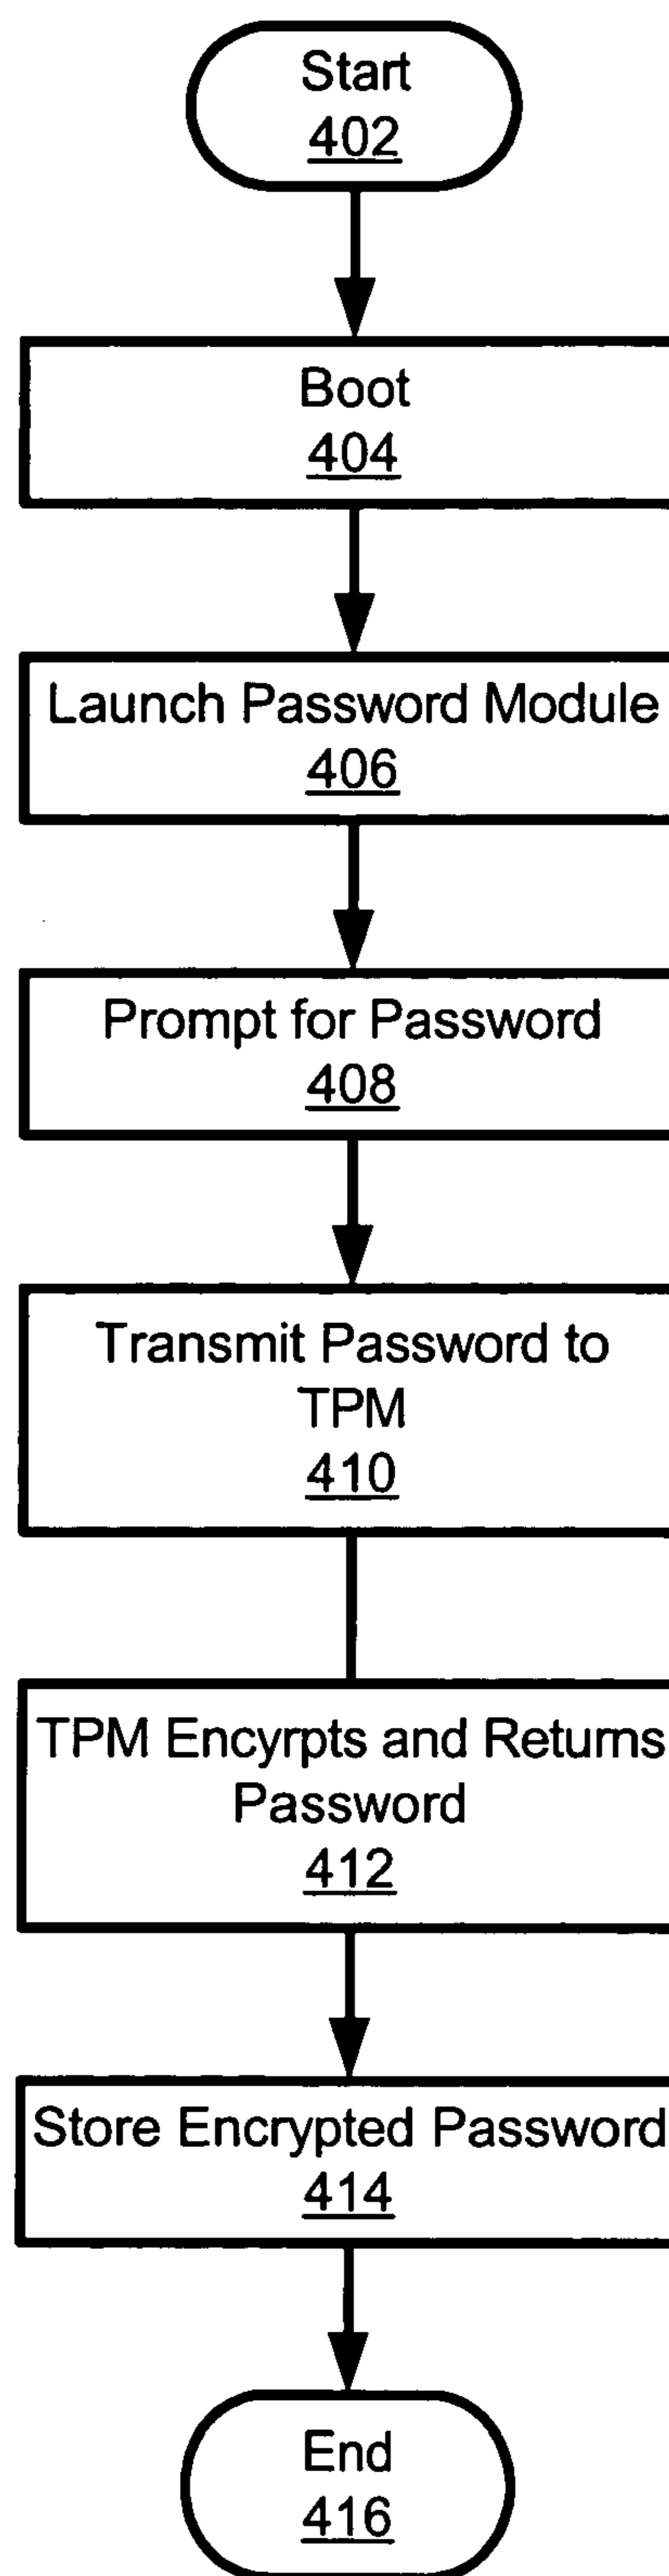 Start
402
Boot
404
Launch Password Module
406
Prompt for Password
408
Transmit Password to
TPM
410
TPM Encyrpts and Returns
Password
412
Store Encrypted Password
414
End
416